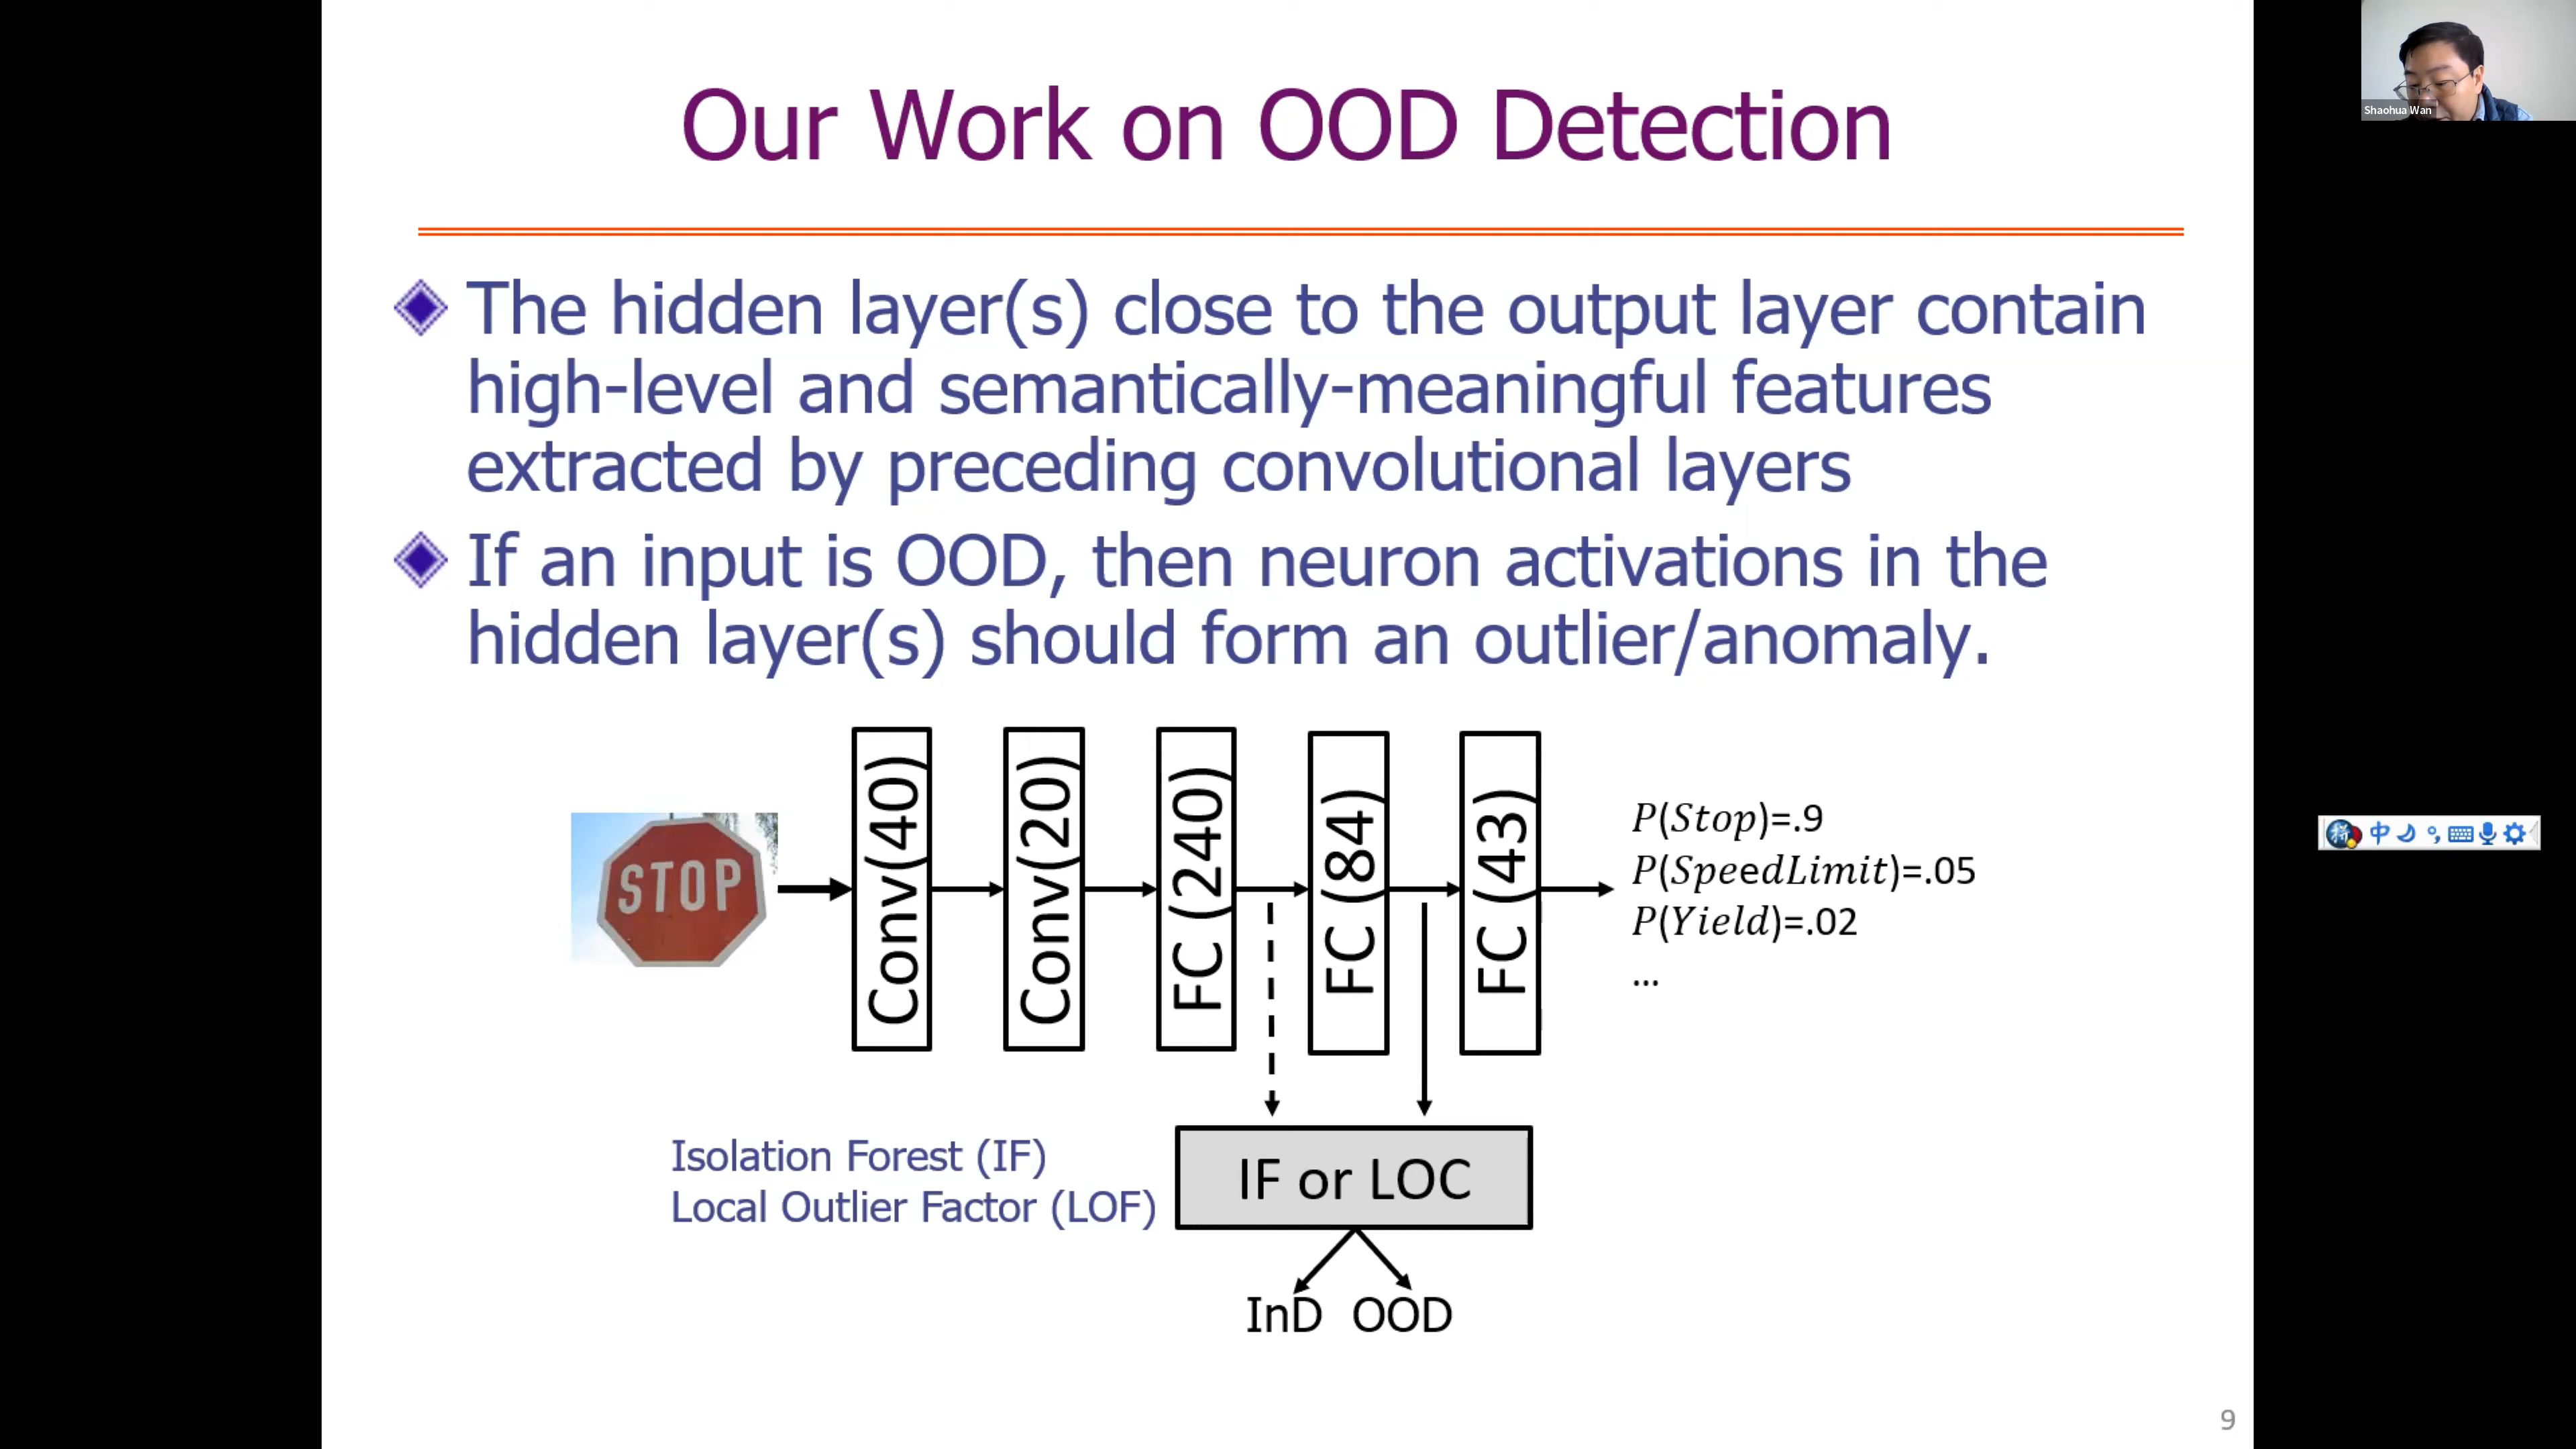 Our Work on OOD Detection
Shaohua Wan
The hidden layer(s) close to the output layer contain
high-level and semantically-meaningful features
extracted by preceding convolutional layers
If an input is OOD, then neuron activations in the
hidden layer(s) should form an outlier/anomaly.
STOP
Conv(40)
Conv(20)
FC (240)
FC (84)
FC (43)
P(Stop)=.9
P(SpeedLimit)=.05
P(Yield)=.02
...
拼 中
Isolation Forest (IF)
Local Outlier Factor (LOF)
IF or LOC
InD OOD
9